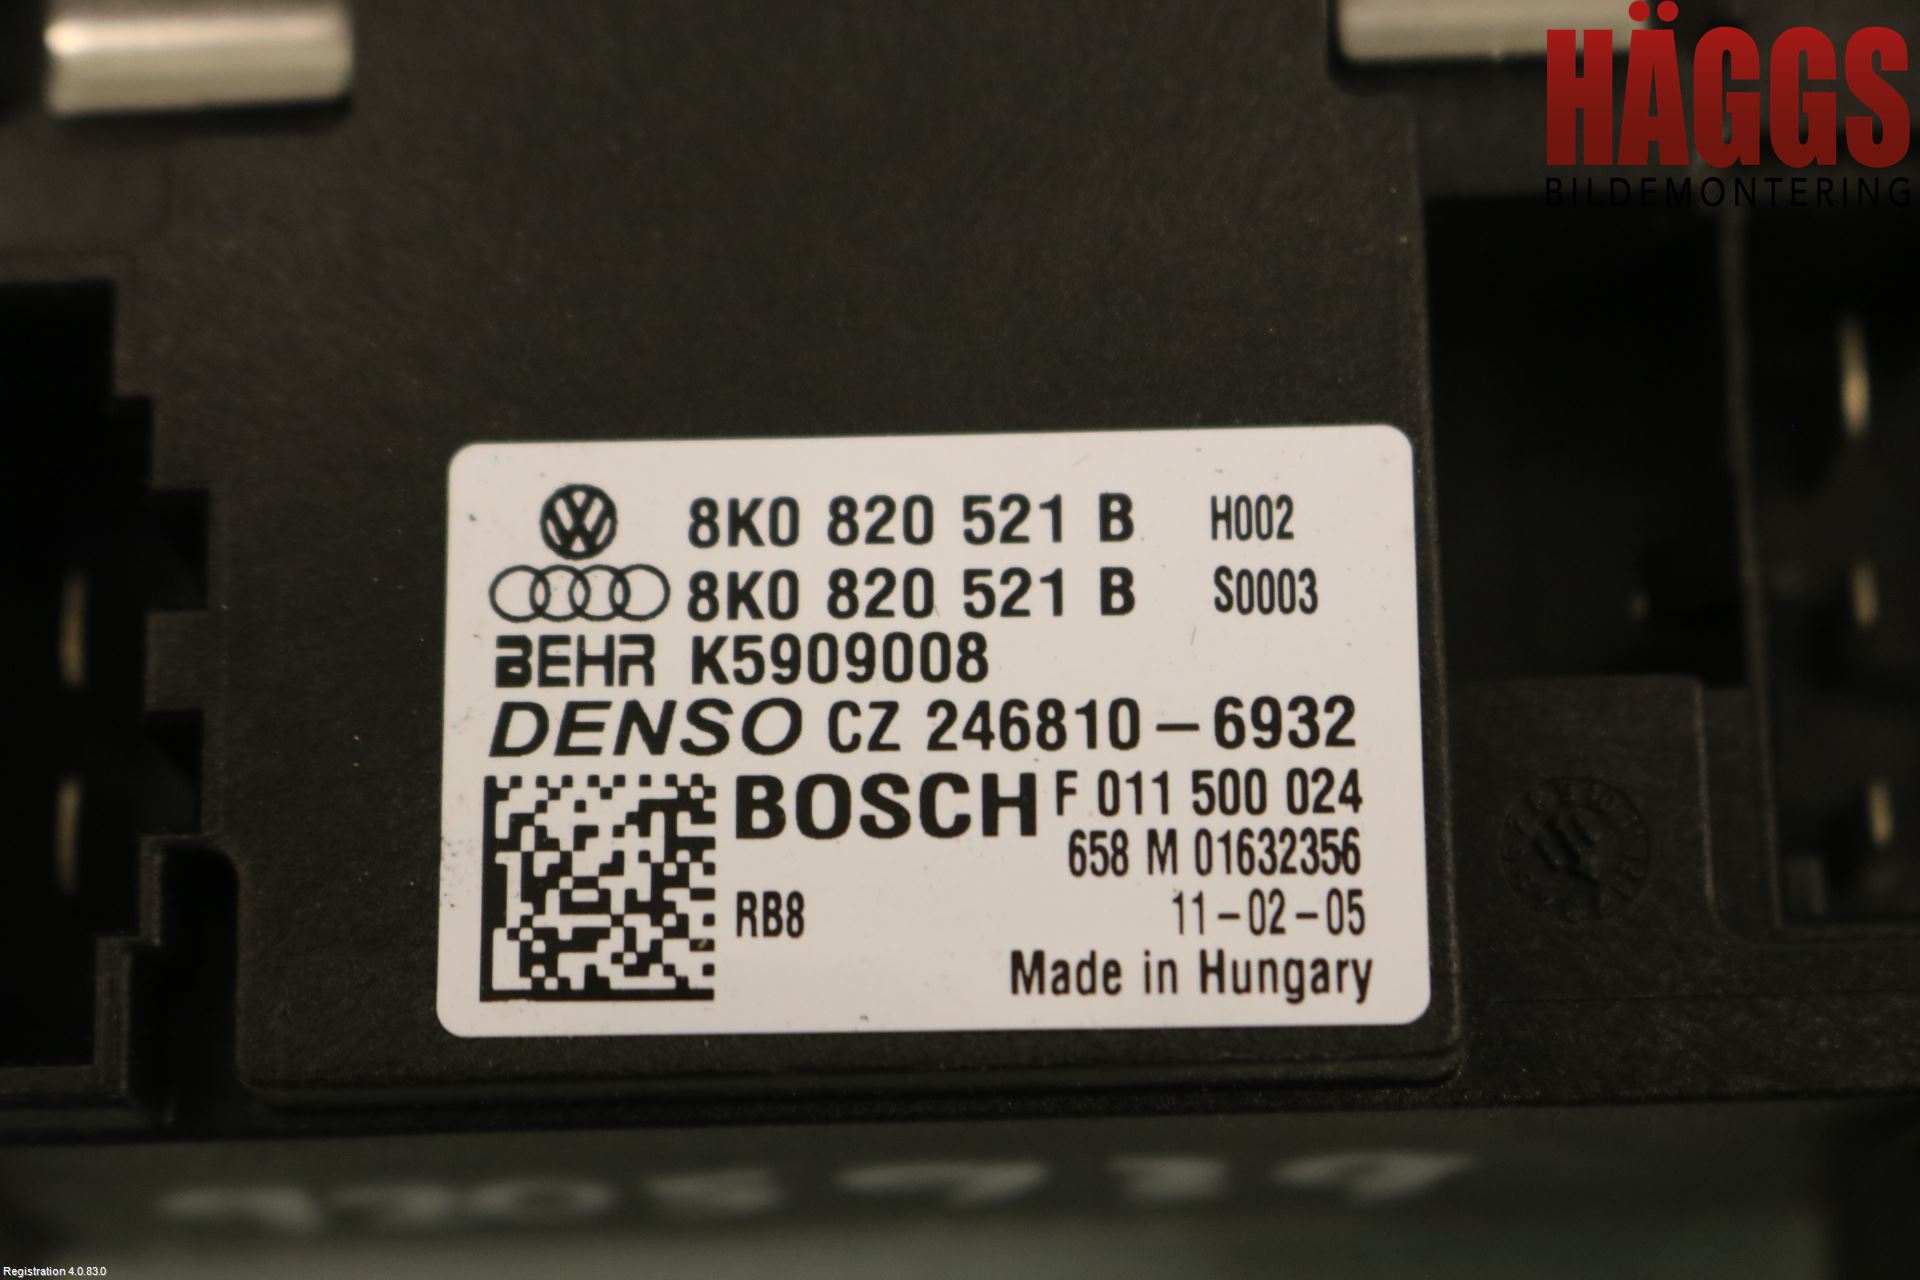 HÄGGS
BILDEMONTERING
8K0 820 521 B H002
8K0 820 521 B S0003
BEHR K5909008
DENSO CZ 246810-6932
BOSCH F 011 500 024
658 M 01632356
RB8 11-02-05
Made in Hungary
Registration 4.0.83.0